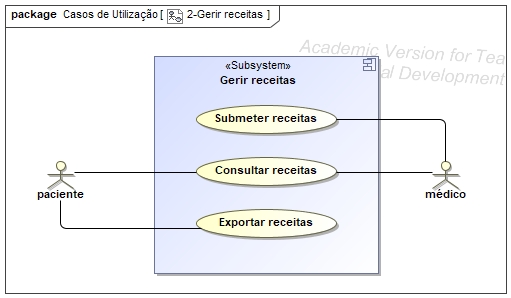 package Casos de Utilização [ 2-Gerir receitas ]
Academic Version for Tea
al Development
«Subsystem»
Gerir receitas
Submeter receitas
Consultar receitas
paciente
médico
Exportar receitas